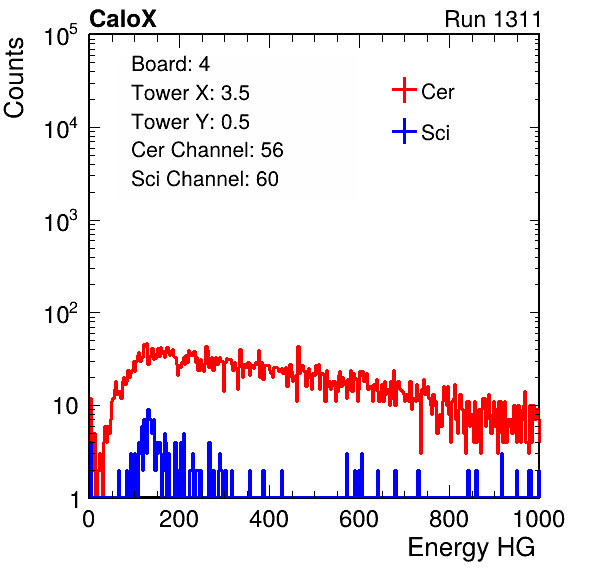 CaloX Run 1311
Counts
10^5
10^4
10^3
10^2
10
1
Board: 4
Tower X: 3.5
Tower Y: 0.5
Cer Channel: 56
Sci Channel: 60
Cer
Sci
0 200 400 600 800 1000
Energy HG